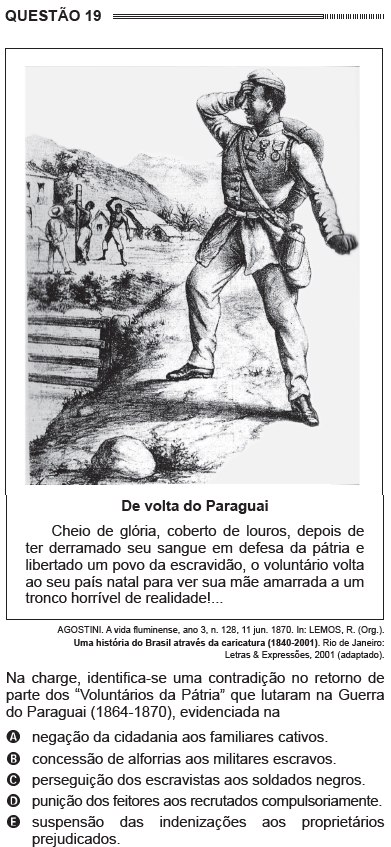 QUESTÃO 19
De volta do Paraguai
Cheio de glória, coberto de louros, depois de
ter derramado seu sangue em defesa da pátria e
libertado um povo da escravidão, o voluntário volta
ao seu país natal para ver sua mãe amarrada a um
tronco horrível de realidade!...
AGOSTINI. A vida fluminense, ano 3, n. 128, 11 jun. 1870. In: LEMOS, R. (Org.).
Uma história do Brasil através da caricatura (1840-2001). Rio de Janeiro:
Letras & Expressões, 2001 (adaptado).
Na charge, identifica-se uma contradição no retorno de
parte dos “Voluntários da Pátria” que lutaram na Guerra
do Paraguai (1864-1870), evidenciada na
A negação da cidadania aos familiares cativos.
B concessão de alforrias aos militares escravos.
C perseguição dos escravistas aos soldados negros.
D punição dos feitores aos recrutados compulsoriamente.
E suspensão das indenizações aos proprietários
prejudicados.